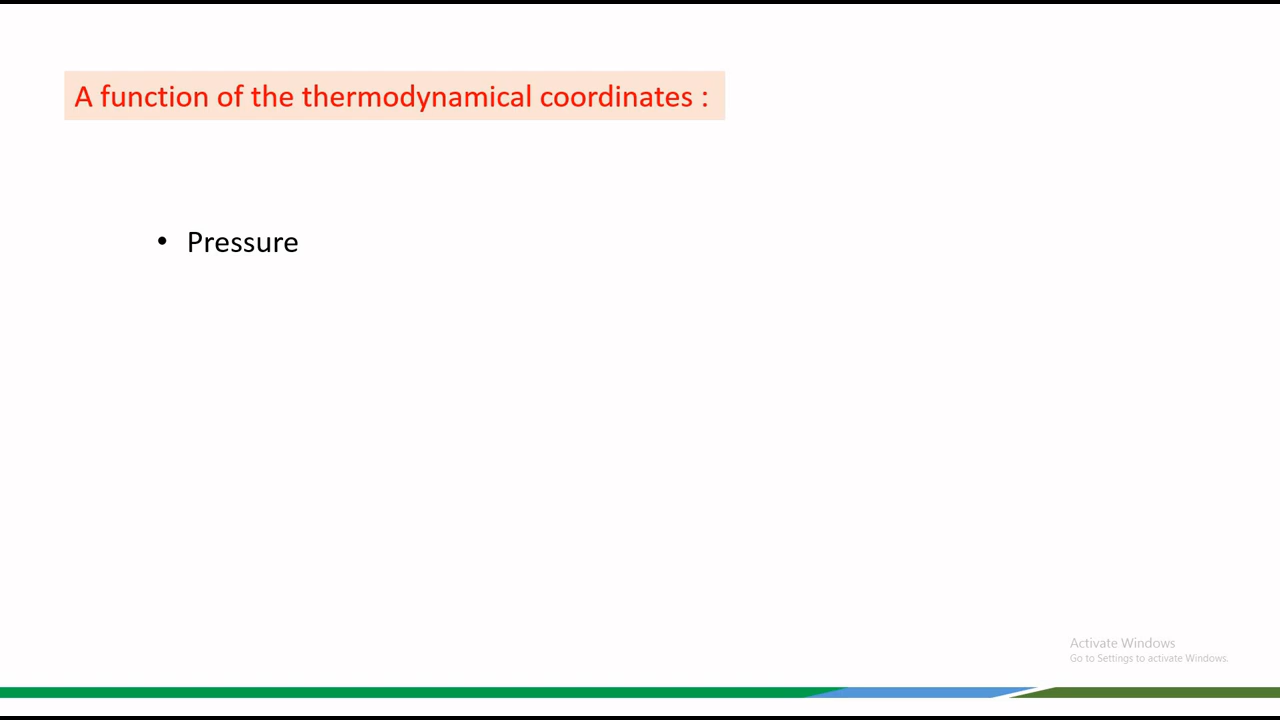 A function of the thermodynamical coordinates :
• Pressure
Activate Windows
Go to Settings to activate Windows.